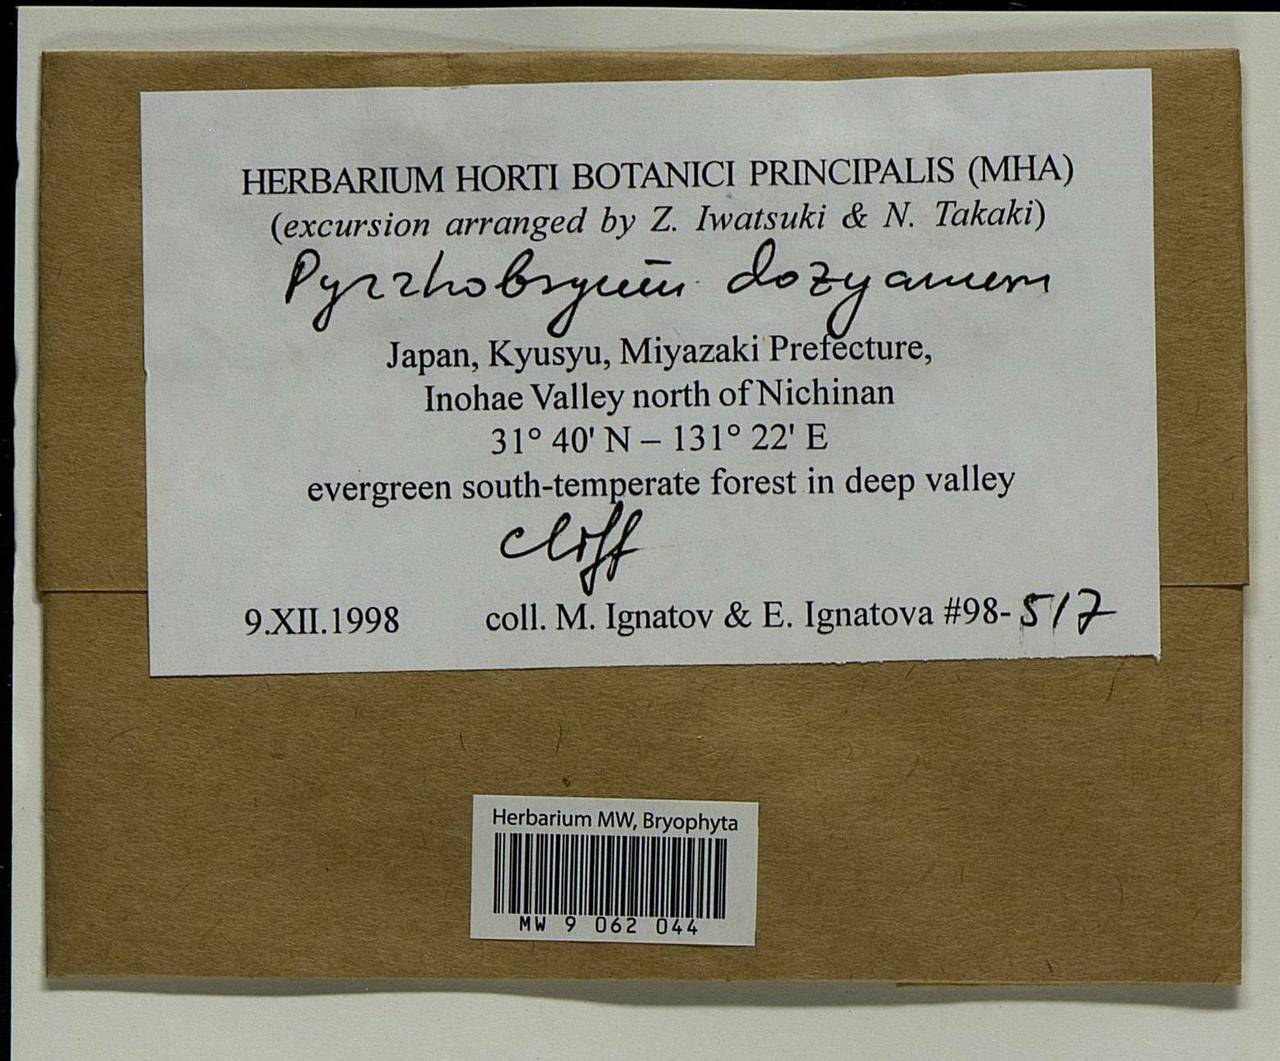 HERBARIUM HORTI BOTANICI PRINCIPALIS (MHA)
(excursion arranged by Z. Iwatsuki & N. Takaki)
Pyrrhobryum dozyanum
Japan, Kyusyu, Miyazaki Prefecture,
Inohae Valley north of Nichinan
31° 40' N – 131° 22' E
evergreen south-temperate forest in deep valley
cliff
9.XII.1998 coll. M. Ignatov & E. Ignatova #98-517
Herbarium MW, Bryophyta
MW 9 062 044